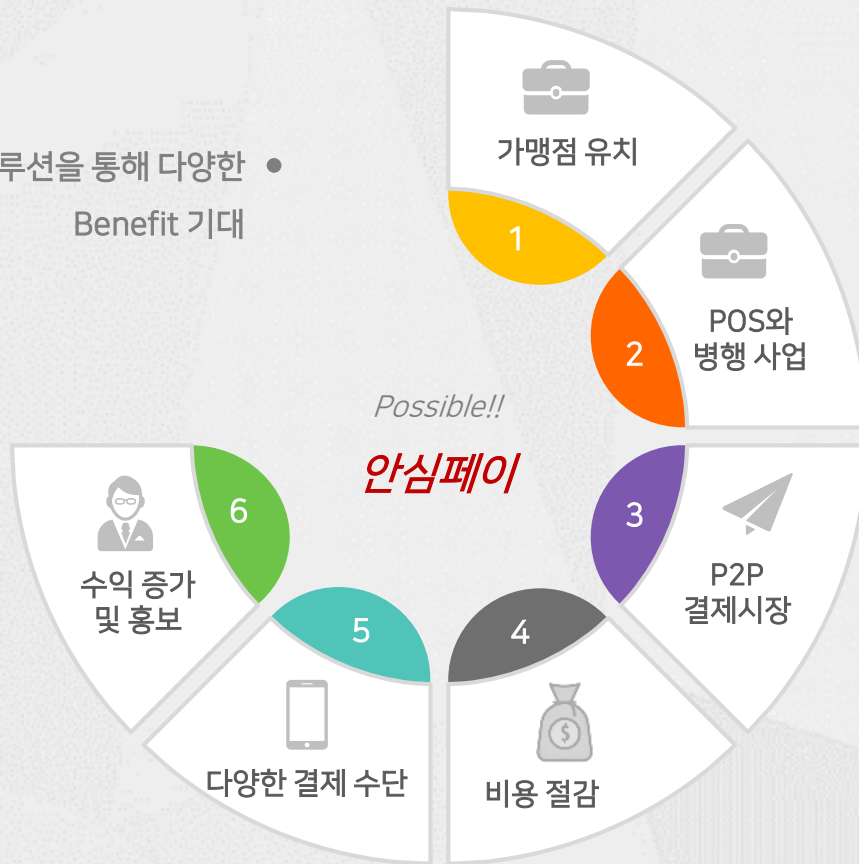 루션을 통해 다양한 •
Benefit 기대
가맹점 유치
1
POS와
병행 사업
2
Possible!!
안심페이
3
P2P
결제시장
4
비용 절감
5
다양한 결제 수단
6
수익 증가
및 홍보